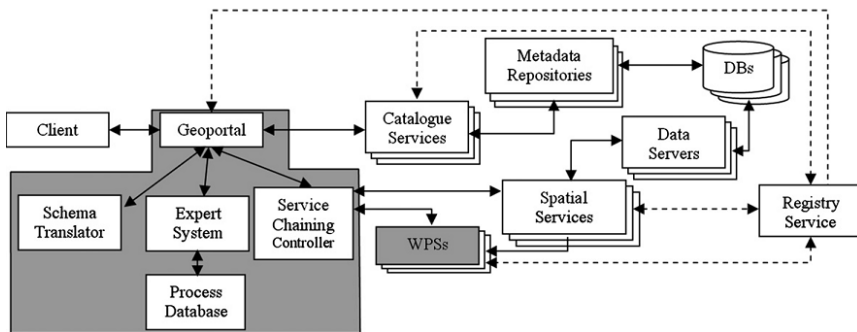 Metadata
Repositories
DBs
Client
Geoportal
Catalogue
Services
Data
Servers
Schema
Translator
Expert
System
Service
Chaining
Controller
Spatial
Services
Registry
Service
WPSs
Process
Database